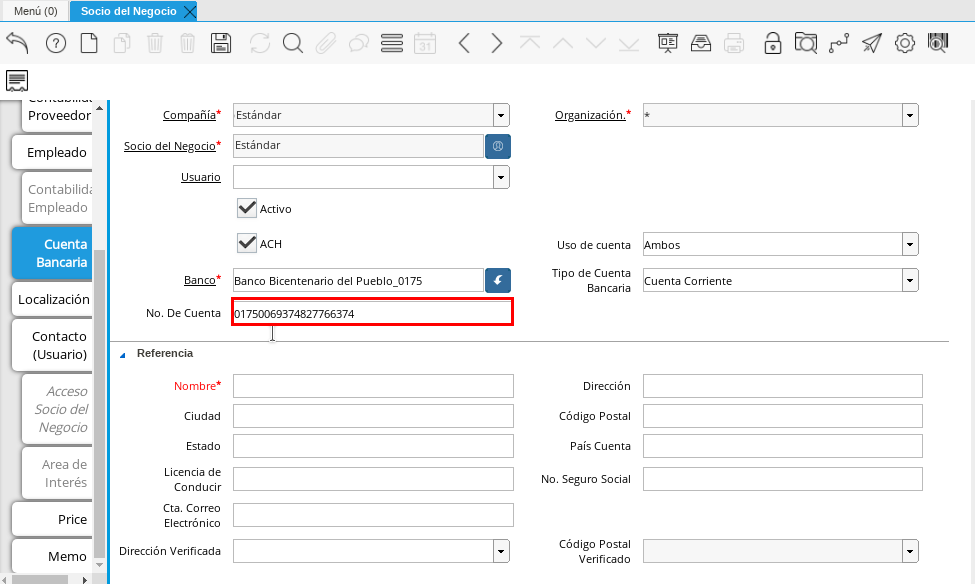 Menú (0)
Socio del Negocio
31
Proveedor
Empleado
Contabilida
Empleado
Cuenta
Bancaria
Localización
Contacto
(Usuario)
Acceso
Socio del
Negocio
Area de
Interés
Price
Memo
Compañía* Estándar
Organización.* *
Socio del Negocio* Estándar
Usuario
Activo
ACH
Uso de cuenta Ambos
Banco* Banco Bicentenario del Pueblo_0175
Tipo de Cuenta
Bancaria
Cuenta Corriente
No. De Cuenta 01750069374827766374
Referencia
Nombre*
Dirección
Ciudad
Código Postal
Estado
País Cuenta
Licencia de
Conducir
No. Seguro Social
Cta. Correo
Electrónico
Dirección Verificada
Código Postal
Verificado